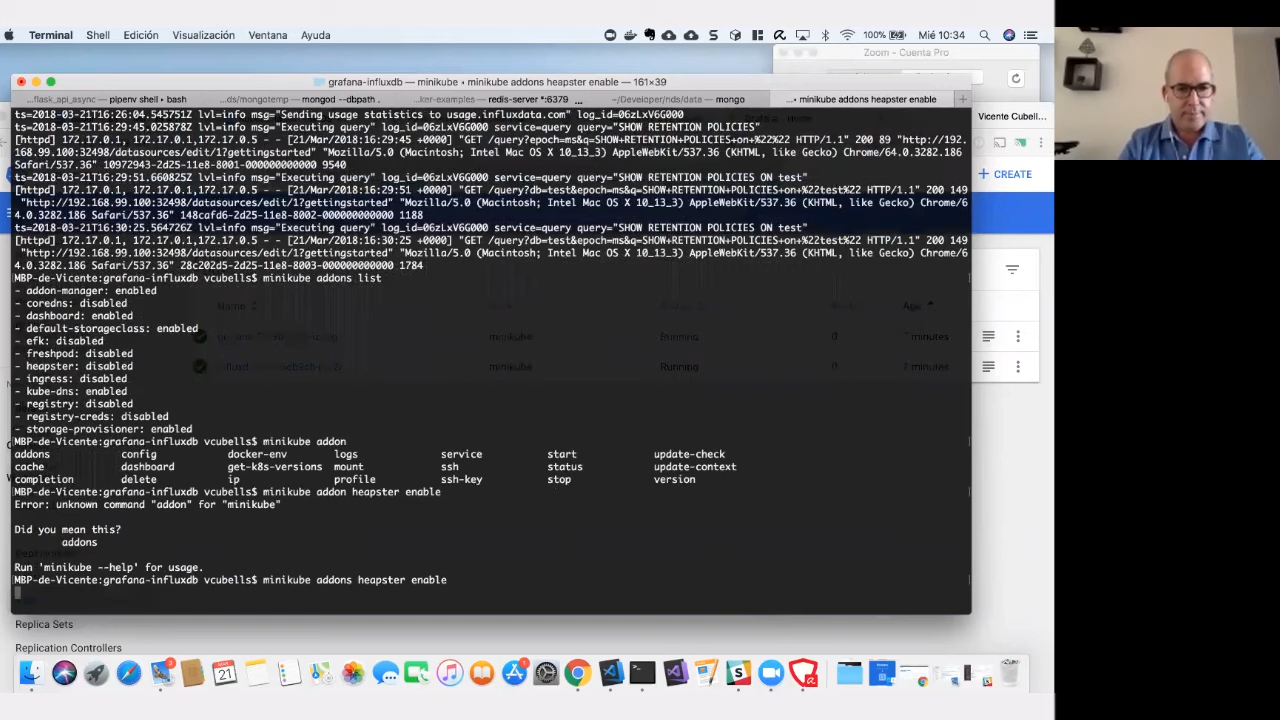 Terminal Shell Edición Visualización Ventana Ayuda 100% Mié 10:34
Zoom - Cuenta Pro
grafana-influxdb — minikube • minikube addons heapster enable — 161×39
...flask_api_async — pipenv shell • bash ...ds/mongotemp — mongod --dbpath . ...ker-examples — redis-server *:6379 ... ~/Developer/nds/data — mongo ...• minikube addons heapster enable
ts=2018-03-21T16:26:04.545751Z lvl=info msg="Sending usage statistics to usage.influxdata.com" log_id=06zLxV6G000
ts=2018-03-21T16:29:45.025878Z lvl=info msg="Executing query" log_id=06zLxV6G000 service=query query="SHOW RETENTION POLICIES"
[httpd] 172.17.0.1, 172.17.0.1,172.17.0.5 - - [21/Mar/2018:16:29:45 +0000] "GET /query?db=&epoch=ms&q=SHOW+RETENTION+POLICIES+on+%22%22 HTTP/1.1" 200 89 "http://192.
168.99.100:32498/datasources/edit/1?gettingstarted" "Mozilla/5.0 (Macintosh; Intel Mac OS X 10_13_3) AppleWebKit/537.36 (KHTML, like Gecko) Chrome/64.0.3282.186
Safari/537.36" 10972943-2d25-11e8-8001-000000000000 9540
ts=2018-03-21T16:29:51.660825Z lvl=info msg="Executing query" log_id=06zLxV6G000 service=query query="SHOW RETENTION POLICIES ON test"
[httpd] 172.17.0.1, 172.17.0.1,172.17.0.5 - - [21/Mar/2018:16:29:51 +0000] "GET /query?db=test&epoch=ms&q=SHOW+RETENTION+POLICIES+on+%22test%22 HTTP/1.1" 200 149
"http://192.168.99.100:32498/datasources/edit/1?gettingstarted" "Mozilla/5.0 (Macintosh; Intel Mac OS X 10_13_3) AppleWebKit/537.36 (KHTML, like Gecko) Chrome/6
4.0.3282.186 Safari/537.36" 148cafd6-2d25-11e8-8002-000000000000 1188
ts=2018-03-21T16:30:25.564726Z lvl=info msg="Executing query" log_id=06zLxV6G000 service=query query="SHOW RETENTION POLICIES ON test"
[httpd] 172.17.0.1, 172.17.0.1,172.17.0.5 - - [21/Mar/2018:16:30:25 +0000] "GET /query?db=test&epoch=ms&q=SHOW+RETENTION+POLICIES+on+%22test%22 HTTP/1.1" 200 149
"http://192.168.99.100:32498/datasources/edit/1?gettingstarted" "Mozilla/5.0 (Macintosh; Intel Mac OS X 10_13_3) AppleWebKit/537.36 (KHTML, like Gecko) Chrome/6
4.0.3282.186 Safari/537.36" 28c202d5-2d25-11e8-8003-000000000000 1784
MBP-de-Vicente:grafana-influxdb vcubells$ minikube addons list
- addon-manager: enabled
- coredns: disabled
- dashboard: enabled
- default-storageclass: enabled
- efk: disabled
- freshpod: disabled
- heapster: disabled
- ingress: disabled
- kube-dns: enabled
- registry: disabled
- registry-creds: disabled
- storage-provisioner: enabled
MBP-de-Vicente:grafana-influxdb vcubells$ minikube addon
addons config docker-env logs service start update-check
cache dashboard get-k8s-versions mount ssh status update-context
completion delete ip profile ssh-key stop version
MBP-de-Vicente:grafana-influxdb vcubells$ minikube addon heapster enable
Error: unknown command "addon" for "minikube"
Did you mean this?
addons
Run 'minikube --help' for usage.
MBP-de-Vicente:grafana-influxdb vcubells$ minikube addons heapster enable
Vicente Cubell...
+ CREATE
Name Age
minikube Running 0 minutes
minikube Running 0 minutes
Replica Sets
Replication Controllers